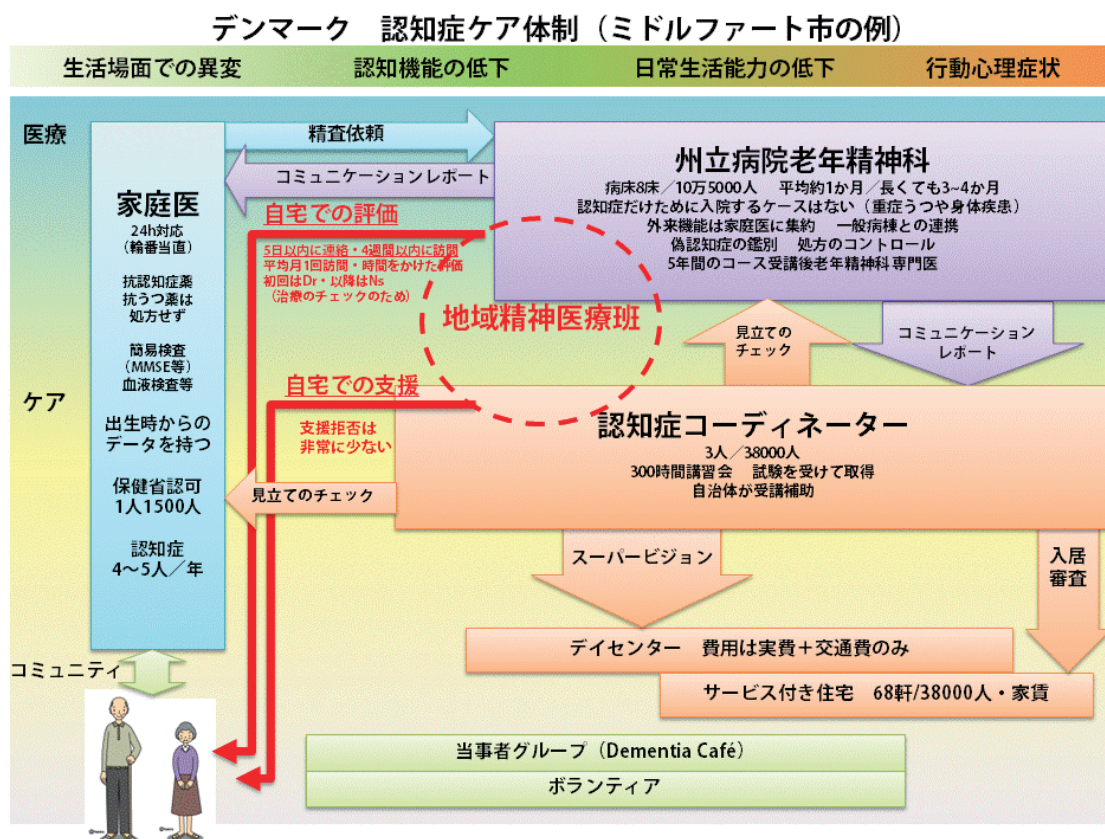 デンマーク　認知症ケア体制（ミドルファート市の例）
生活場面での異変
認知機能の低下
日常生活能力の低下
行動心理症状
医療
家庭医
24h対応
（輪番当直）
抗認知症薬
抗うつ薬は
処方せず
簡易検査
（MMSE等）
血液検査等
出生時からの
データを持つ
保健省認可
1人1500人
認知症
4～5人／年
精査依頼
コミュニケーションレポート
州立病院老年精神科
病床8床／10万5000人　平均約1か月／長くても3~4か月
認知症だけために入院するケースはない（重症うつや身体疾患）
外来機能は家庭医に集約　一般病棟との連携
偽認知症の鑑別　処方のコントロール
5年間のコース受講後老年精神科専門医
自宅での評価
5日以内に連絡・4週間以内に訪問
平均月1回訪問・時間をかけた評価
初回はDr・以降はNs
（治療のチェックのため）
地域精神医療班
見立ての
チェック
コミュニケーション
レポート
ケア
自宅での支援
支援拒否は
非常に少ない
認知症コーディネーター
3人／38000人
300時間講習会　試験を受けて取得
自治体が受講補助
見立てのチェック
スーパービジョン
入居
審査
デイセンター　費用は実費＋交通費のみ
サービス付き住宅　68軒/38000人・家賃
コミュニティ
当事者グループ（Dementia Café）
ボランティア